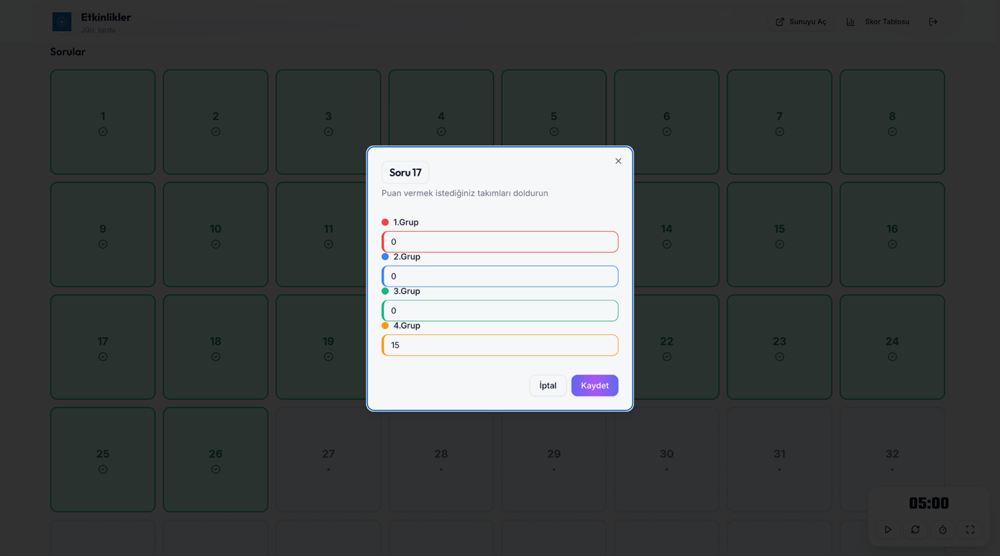 Etkinlikler
Jüri: tardu
Sunuyu Aç
Skor Tablosu
Sorular
1
2
3
4
5
6
7
8
9
10
11
14
15
16
17
18
19
22
23
24
25
26
27
28
29
30
31
32
Soru 17
Puan vermek istediğiniz takımları doldurun
1.Grup
0
2.Grup
0
3.Grup
0
4.Grup
15
İptal
Kaydet
05:00